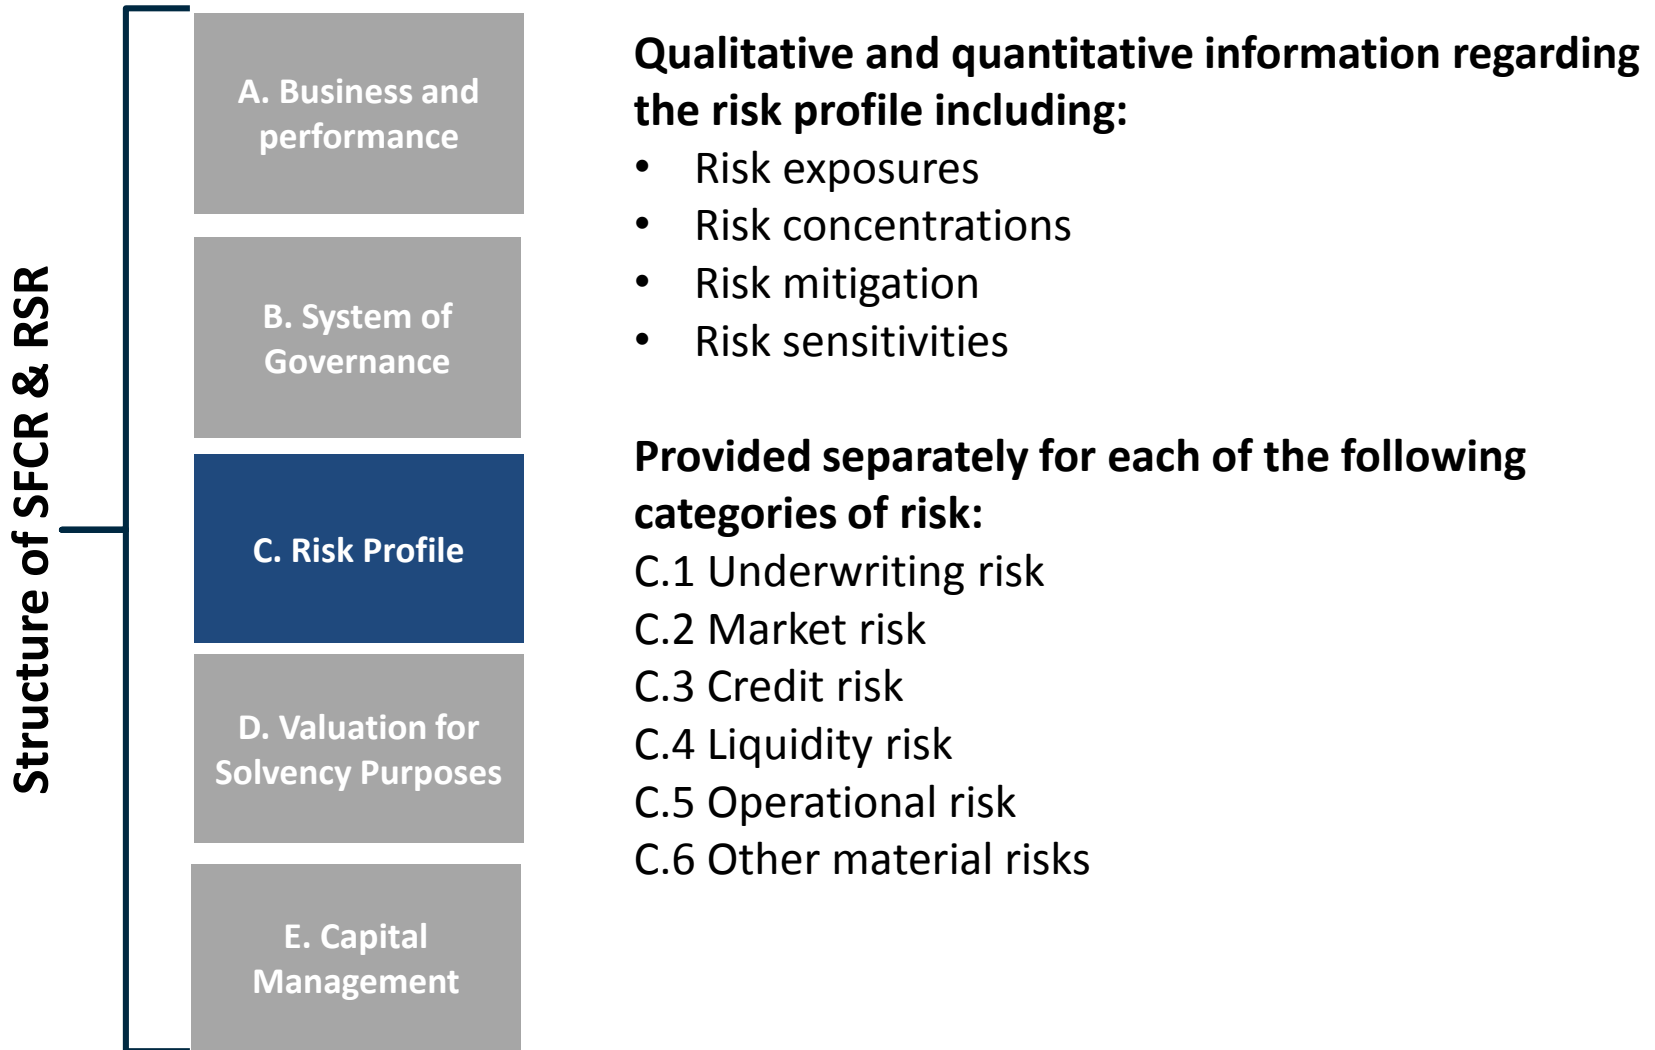 Structure of SFCR & RSR
A. Business and
performance
B. System of
Governance
C. Risk Profile
D. Valuation for
Solvency Purposes
E. Capital
Management
Qualitative and quantitative information regarding
the risk profile including:
• Risk exposures
• Risk concentrations
• Risk mitigation
• Risk sensitivities
Provided separately for each of the following
categories of risk:
C.1 Underwriting risk
C.2 Market risk
C.3 Credit risk
C.4 Liquidity risk
C.5 Operational risk
C.6 Other material risks